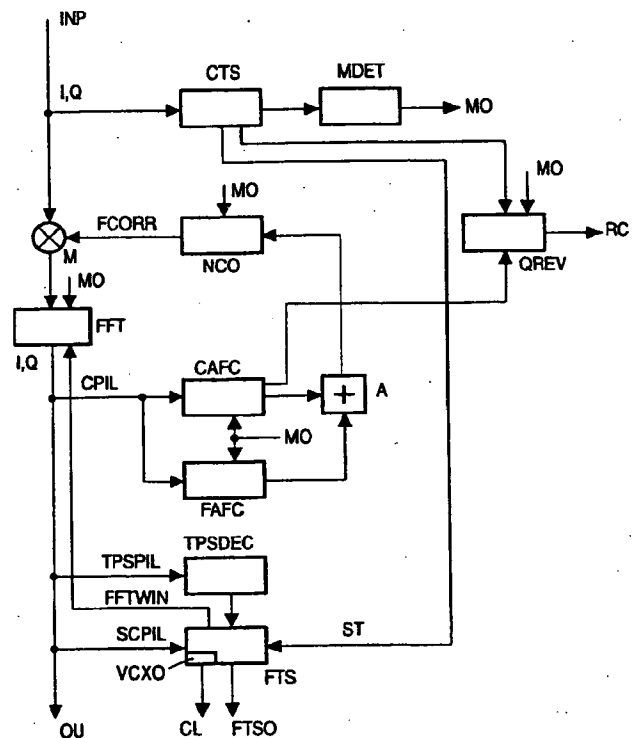 INP
CTS
MDET
I,Q
MO
MO
MO
FCORR
RC
M
NCO
QREV
MO
FFT
I,Q
CPIL
CAFC
A
+
MO
FAFC
TPSDEC
TPSPIL
FFTWIN
SCPIL
ST
VCXO
FTS
OU
CL
FTSO